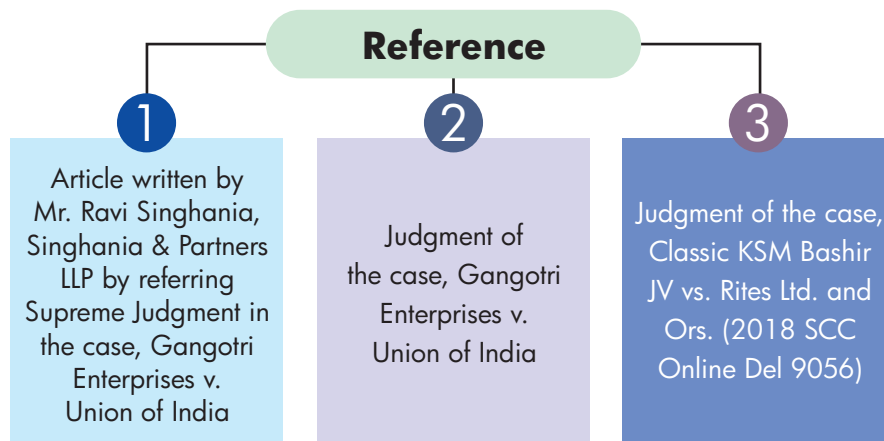 Reference
1
Article written by
Mr. Ravi Singhania,
Singhania & Partners
LLP by referring
Supreme Judgment in
the case, Gangotri
Enterprises v.
Union of India
2
Judgment of
the case, Gangotri
Enterprises v.
Union of India
3
Judgment of the case,
Classic KSM Bashir
JV vs. Rites Ltd. and
Ors. (2018 SCC
Online Del 9056)